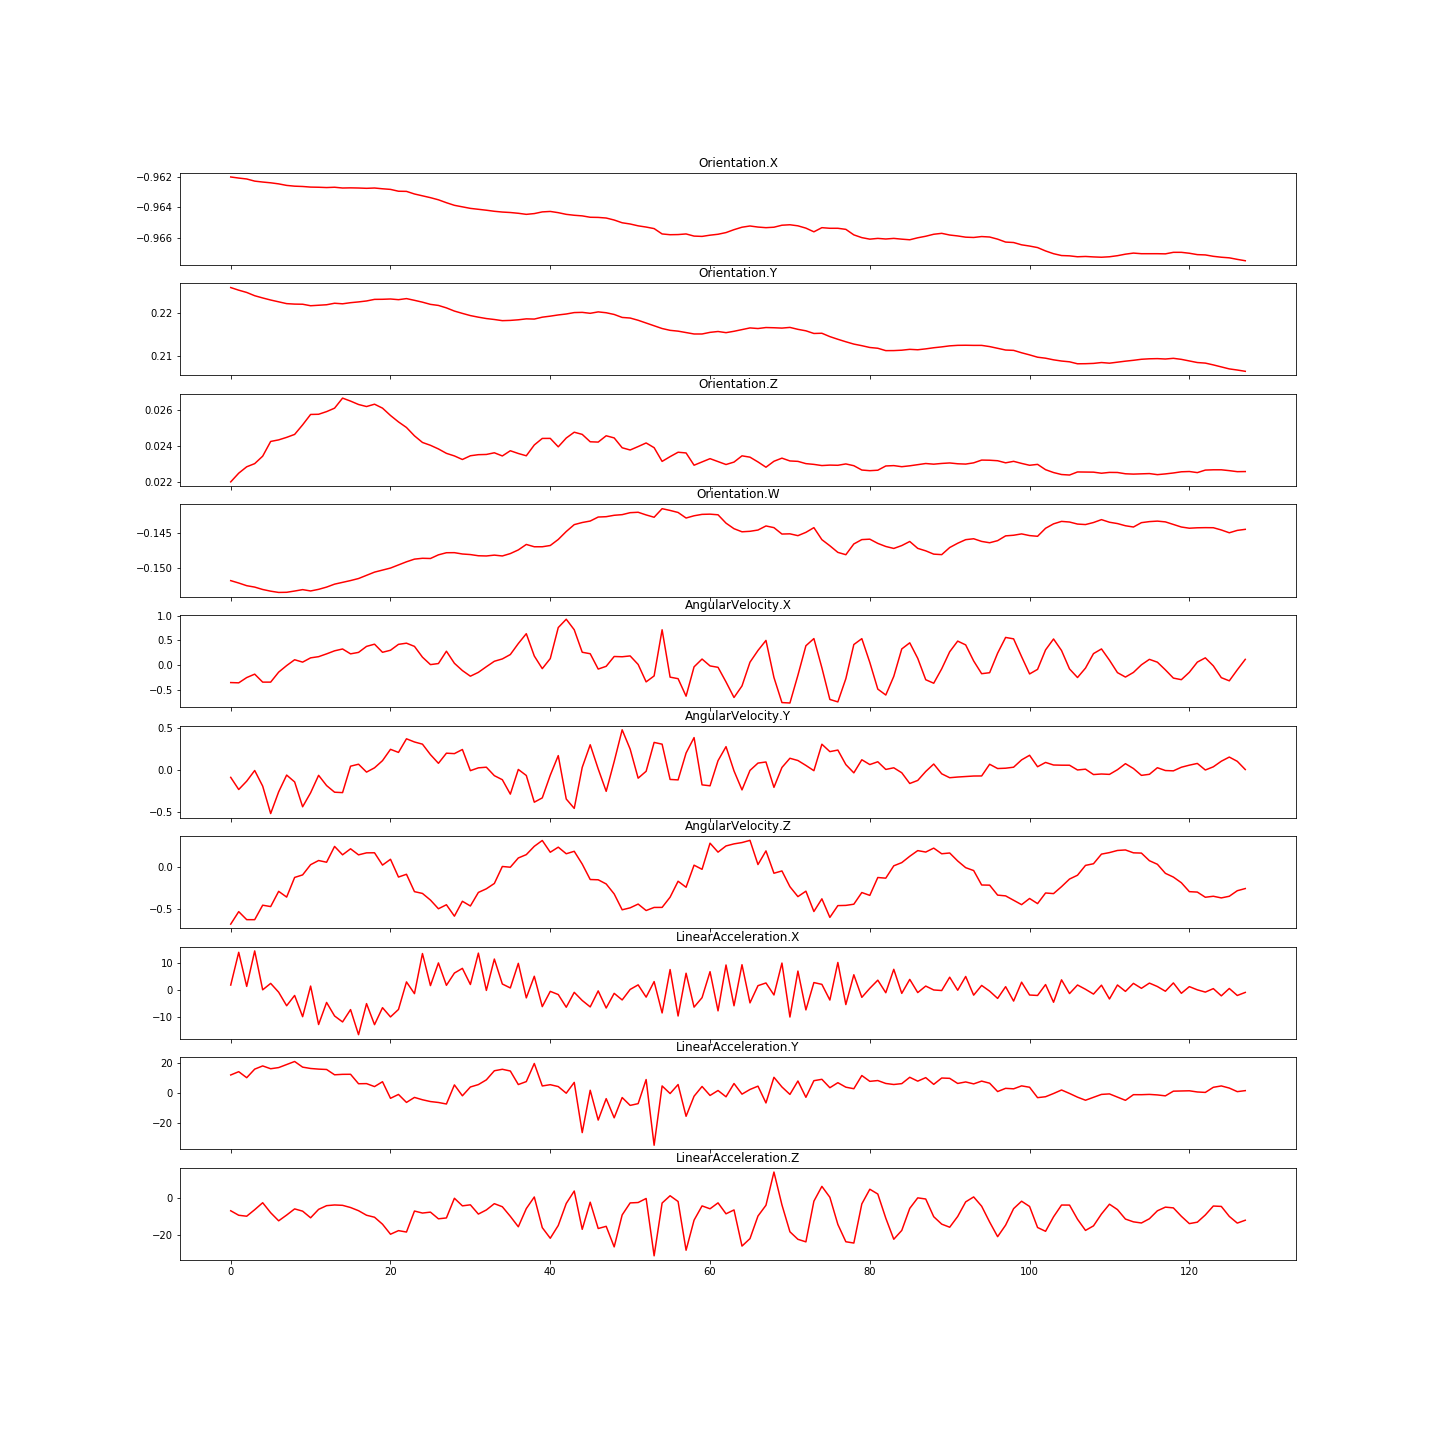 Orientation.X
−0.962
−0.964
−0.966
Orientation.Y
0.22
0.21
Orientation.Z
0.026
0.024
0.022
Orientation.W
−0.145
−0.150
AngularVelocity.X
1.0
0.5
0.0
−0.5
AngularVelocity.Y
0.5
0.0
−0.5
AngularVelocity.Z
0.0
−0.5
LinearAcceleration.X
10
0
−10
LinearAcceleration.Y
20
0
−20
LinearAcceleration.Z
0
−20
0 20 40 60 80 100 120